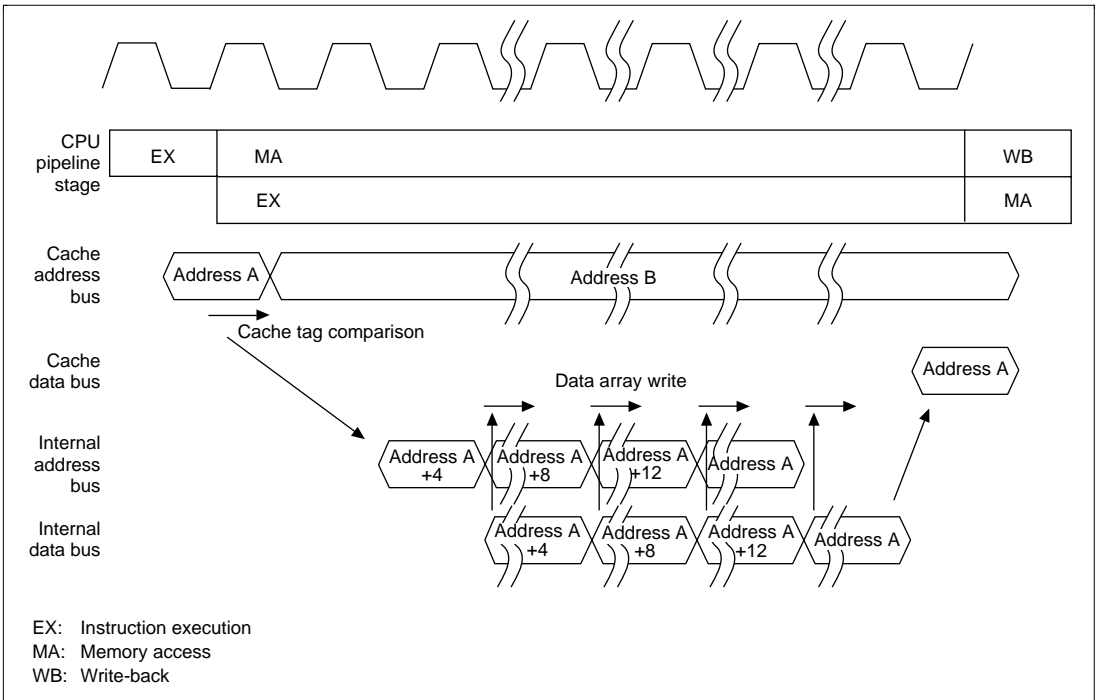 CPU
pipeline
stage
EX
MA
WB
EX
MA
Cache
address
bus
Address A
Address B
Cache tag comparison
Cache
data bus
Address A
Data array write
Internal
address
bus
Address A
+4
Address A
+8
Address A
+12
Address A
Internal
data bus
Address A
+4
Address A
+8
Address A
+12
Address A
EX: Instruction execution
MA: Memory access
WB: Write-back